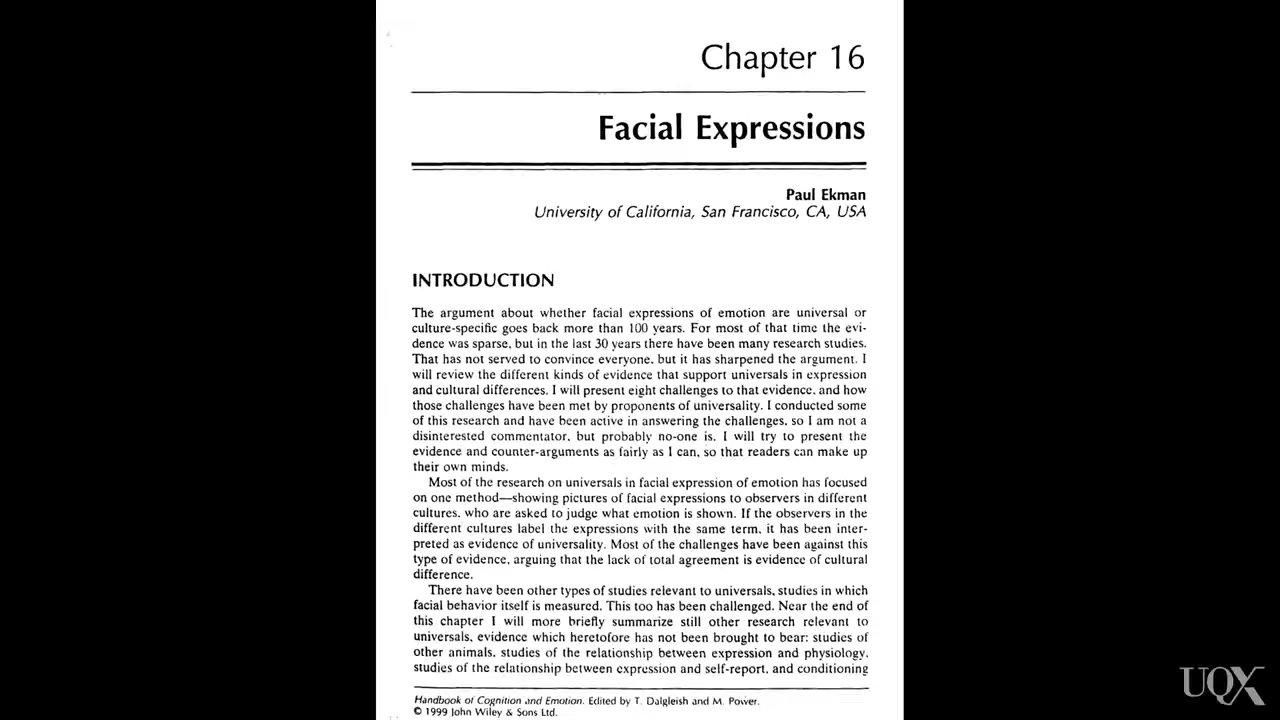 Chapter 16
Facial Expressions
Paul Ekman
University of California, San Francisco, CA, USA
INTRODUCTION
The argument about whether facial expressions of emotion are universal or
culture-specific goes back more than 100 years. For most of that time the evi-
dence was sparse, but in the last 30 years there have been many research studies.
That has not served to convince everyone, but it has sharpened the argument. I
will review the different kinds of evidence that support universals in expression
and cultural differences. I will present eight challenges to that evidence, and how
those challenges have been met by proponents of universality. I conducted some
of this research and have been active in answering the challenges, so I am not a
disinterested commentator, but probably no-one is. I will try to present the
evidence and counter-arguments as fairly as I can, so that readers can make up
their own minds.
Most of the research on universals in facial expression of emotion has focused
on one method—showing pictures of facial expressions to observers in different
cultures, who are asked to judge what emotion is shown. If the observers in the
different cultures label the expressions with the same term, it has been inter-
preted as evidence of universality. Most of the challenges have been against this
type of evidence, arguing that the lack of total agreement is evidence of cultural
difference.
There have been other types of studies relevant to universals, studies in which
facial behavior itself is measured. This too has been challenged. Near the end of
this chapter I will more briefly summarize still other research relevant to
universals, evidence which heretofore has not been brought to bear: studies of
other animals, studies of the relationship between expression and physiology,
studies of the relationship between expression and self-report, and conditioning
Handbook of Cognition and Emotion. Edited by T. Dalgleish and M. Power.
© 1999 John Wiley & Sons Ltd.
UQX